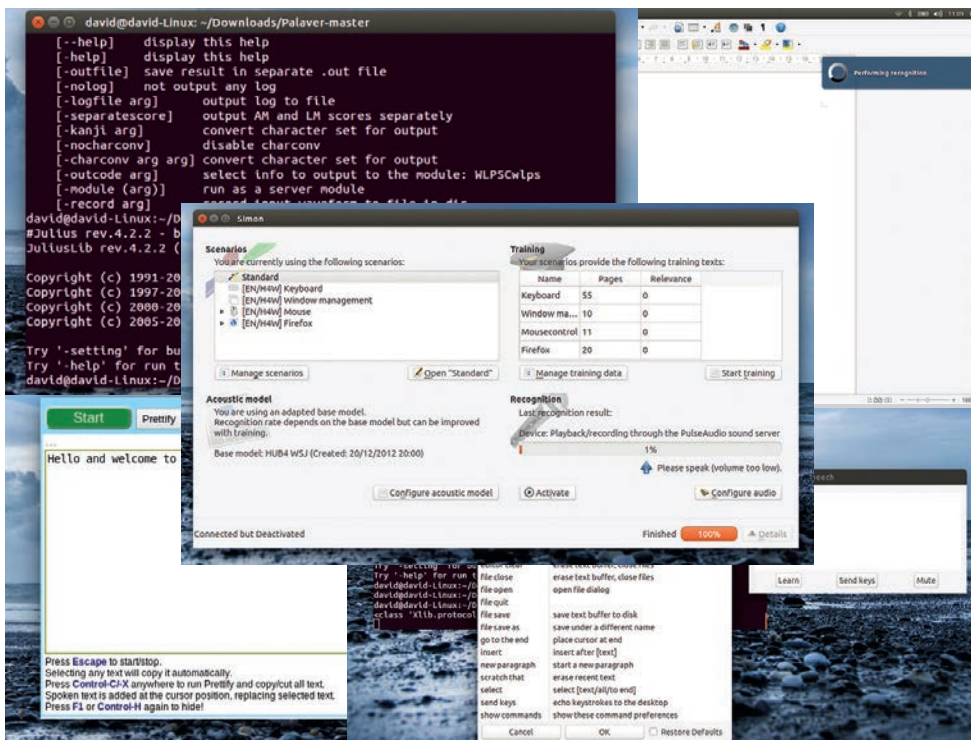 david@david-Linux: ~/Downloads/Palaver-master
[--help] display this help
[-help] display this help
[-outfile] save result in separate .out file
[-nolog] not output any log
[-logfile arg] output log to file
[-separatescore] output AM and LM scores separately
[-kanji arg] convert character set for output
[-nocharconv] disable charconv
[-charconv arg arg] convert character set for output
[-outcode arg] select info to output to the module: WLPSCwlps
[-module (arg)] run as a server module
[-record arg]
david@david-Linux:~/D
#Julius rev.4.2.2 - b
JuliusLib rev.4.2.2 (
Copyright (c) 1991-20
Copyright (c) 1997-20
Copyright (c) 2000-20
Copyright (c) 2005-20
Try '-setting' for bu
Try '-help' for run t
david@david-Linux:~/D
11:09
Performing recognition
0:00:00
Simon
Scenarios
You are currently using the following scenarios:
Standard
[EN/H4W] Keyboard
[EN/H4W] Window management
[EN/H4W] Mouse
[EN/H4W] Firefox
Manage scenarios
Open "Standard"
Training
Your scenarios provide the following training texts:
Name Pages Relevance
Keyboard 55 0
Window ma... 10 0
Mousecontrol 11 0
Firefox 20 0
Manage training data
Start training
Acoustic model
You are using an adapted base model.
Recognition rate depends on the base model but can be improved
with training.
Base model: HUB4 WSJ (Created: 20/12/2012 20:00)
Configure acoustic model
Recognition
Last recognition result:
Device: Playback/recording through the PulseAudio sound server
1%
Please speak (volume too low).
Activate
Configure audio
Connected but Deactivated
Finished 100% Details
Start Prettify
Hello and welcome to
Press Escape to start/stop.
Selecting any text will copy it automatically.
Press Control-C/-X anywhere to run Prettify and copy/cut all text.
Spoken text is added at the cursor position, replacing selected text.
Press F1 or Control-H again to hide!
Try '-help' for run t
david@david-Linux:~/D
david@david-Linux:~/D
david@david-Linux:~/D
<class 'Xlib.protocol
editor clear erase text buffer, close files
file close erase text buffer, close files
file open open file dialog
file quit
file save save text buffer to disk
file save as save under a different name
go to the end place cursor at end
insert insert after [text]
new paragraph start a new paragraph
scratch that erase recent text
select select [text/all/to end]
send keys echo keystrokes to the desktop
show commands show these command preferences
Cancel OK Restore Defaults
eech
Learn Send keys Mute